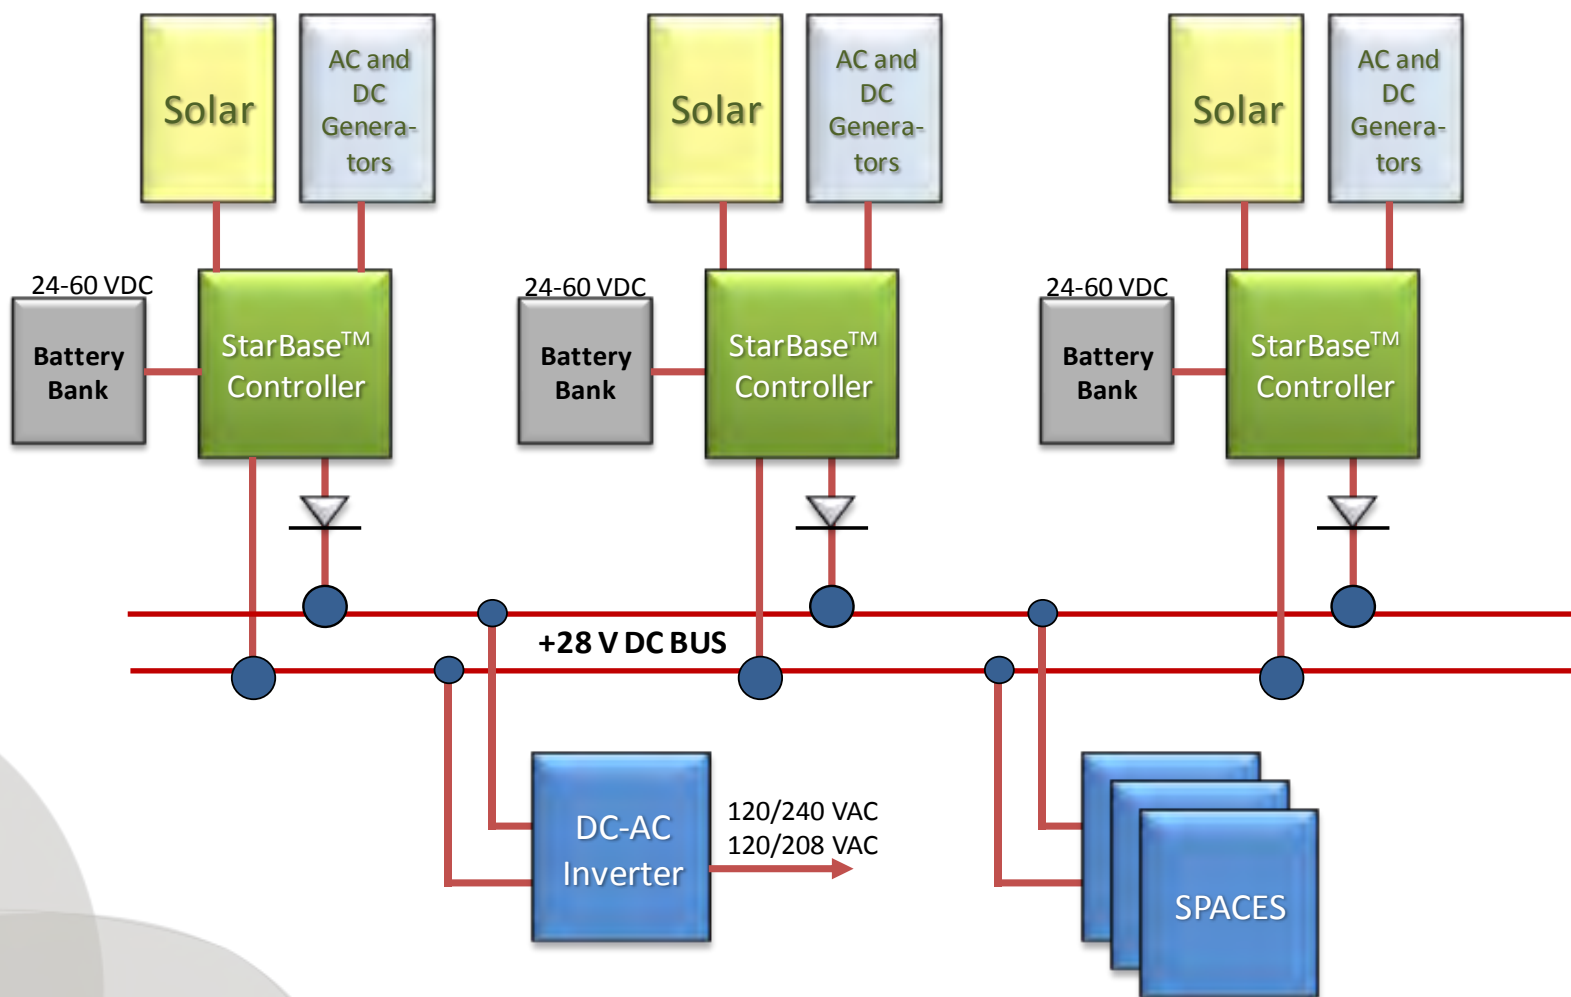 Solar
AC and
DC
Genera-
tors
Solar
AC and
DC
Genera-
tors
Solar
AC and
DC
Genera-
tors
24-60 VDC
Battery
Bank
StarBase™
Controller
24-60 VDC
Battery
Bank
StarBase™
Controller
24-60 VDC
Battery
Bank
StarBase™
Controller
+28 V DC BUS
DC-AC
Inverter
120/240 VAC
120/208 VAC
SPACES